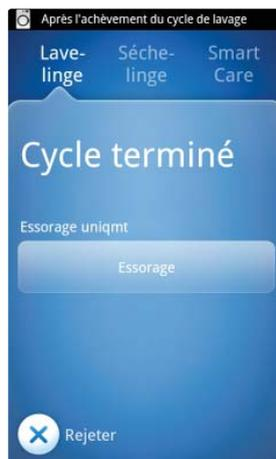 Après l'achèvement du cycle de lavage
Lave-
linge
Séche-
linge
Smart
Care
Cycle terminé
Essorage uniqmt
Essorage
Rejeter